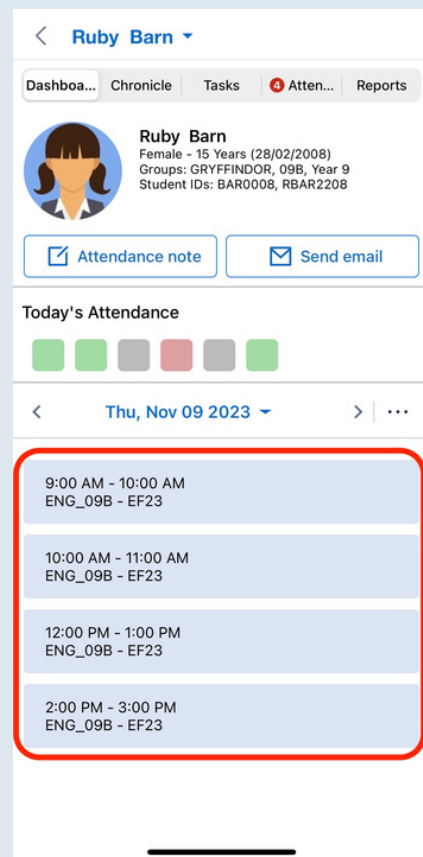 Ruby Barn
Dashboa... Chronicle Tasks 4 Atten... Reports
Ruby Barn
Female - 15 Years (28/02/2008)
Groups: GRYFFINDOR, 09B, Year 9
Student IDs: BAR0008, RBAR2208
Attendance note Send email
Today's Attendance
Thu, Nov 09 2023
9:00 AM - 10:00 AM
ENG_09B - EF23
10:00 AM - 11:00 AM
ENG_09B - EF23
12:00 PM - 1:00 PM
ENG_09B - EF23
2:00 PM - 3:00 PM
ENG_09B - EF23